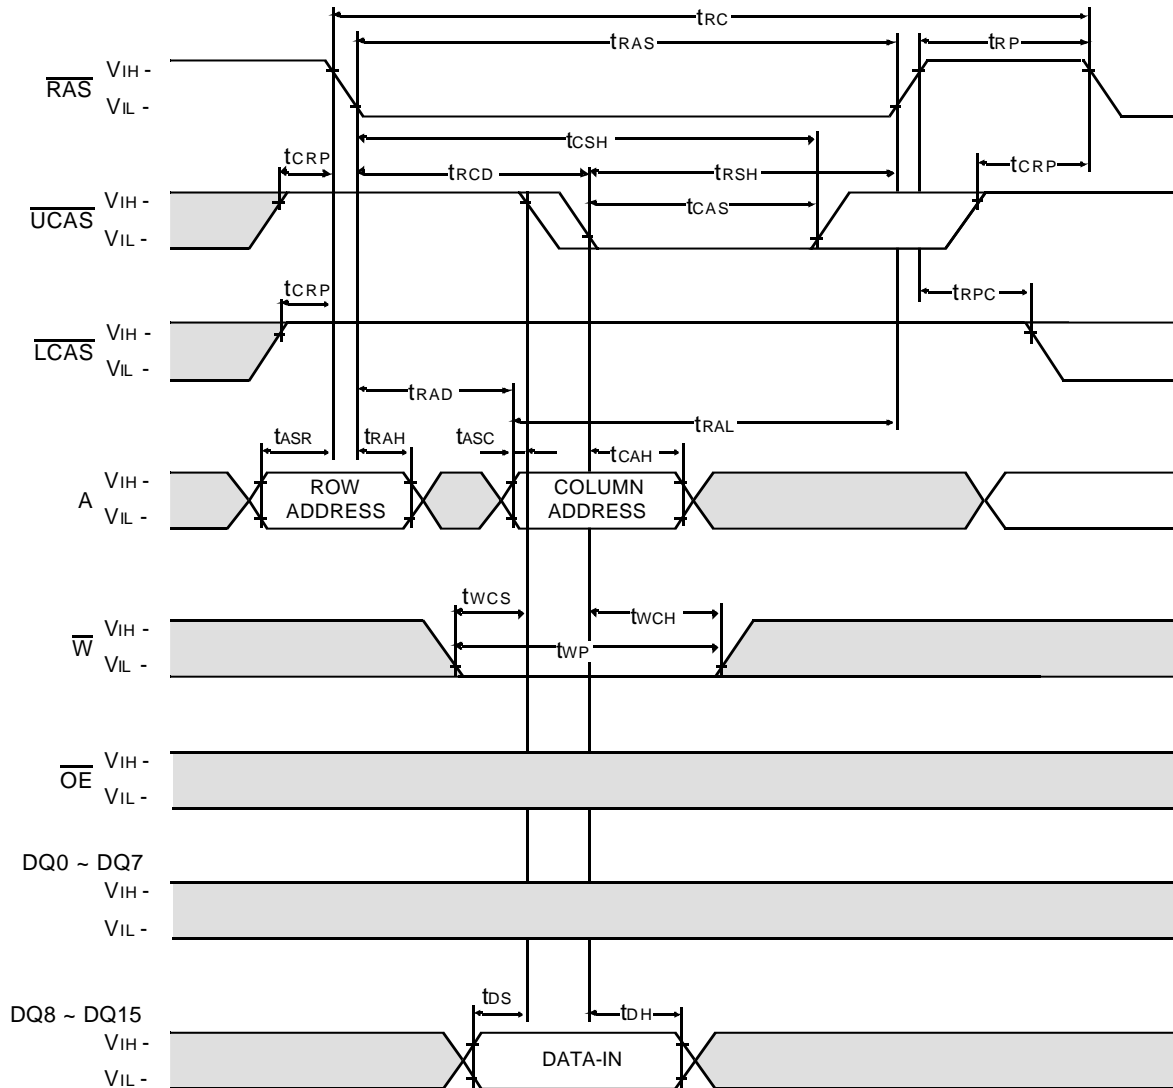 tRC
tRAS
tRP
RAS
VIH -
VIL -
tCSH
tCRP
tRCD
tRSH
tCRP
UCAS
VIH -
VIL -
tCAS
tCRP
tRPC
LCAS
VIH -
VIL -
tRAD
tRAL
tASR
tRAH
tASC
tCAH
A
VIH -
VIL -
ROW
ADDRESS
COLUMN
ADDRESS
tWCS
tWCH
W
VIH -
VIL -
tWP
OE
VIH -
VIL -
DQ0 ~ DQ7
VIH -
VIL -
tDS
tDH
DQ8 ~ DQ15
VIH -
VIL -
DATA-IN